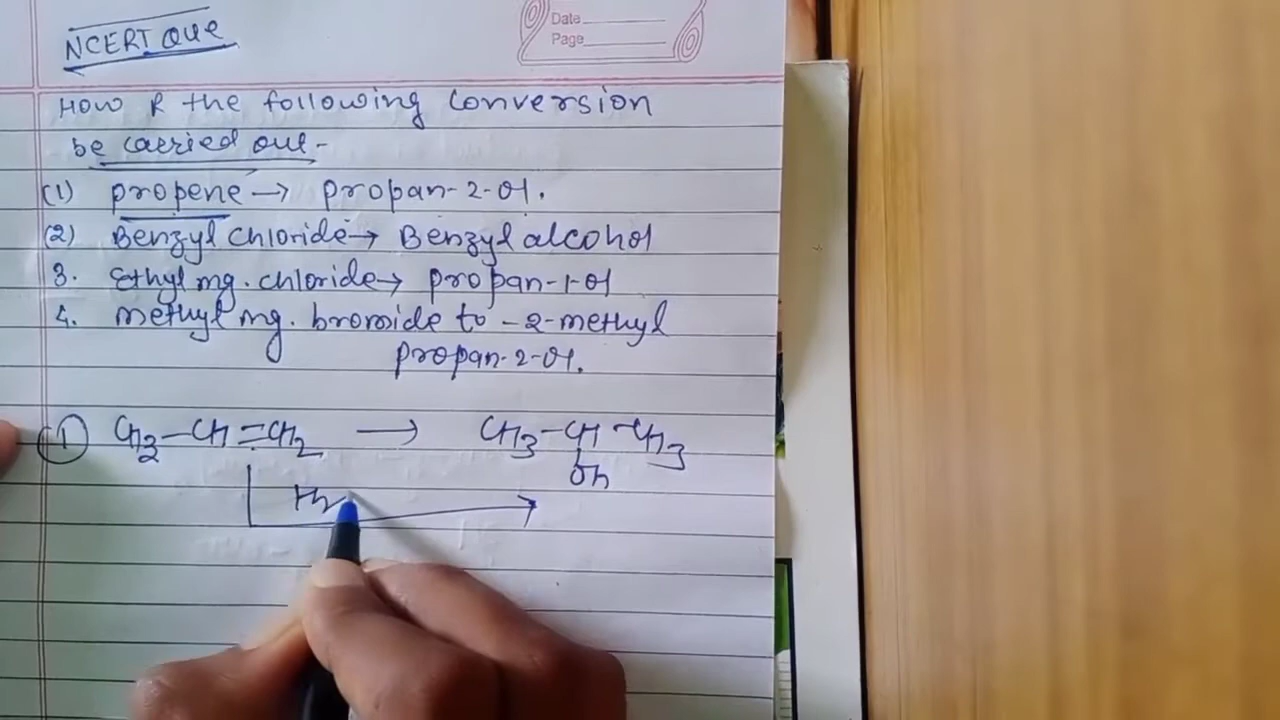 NCERT Que
Date
Page
How R the following conversion
be carried out-
(1) propene → propan-2-ol.
(2) Benzyl chloride → Benzyl alcohol
3. Ethyl mg. chloride → propan-1-ol
4. methyl mg. bromide to -2-methyl
propan-2-ol.
① CH3-CH=CH2 → CH3-CH-CH3
OH